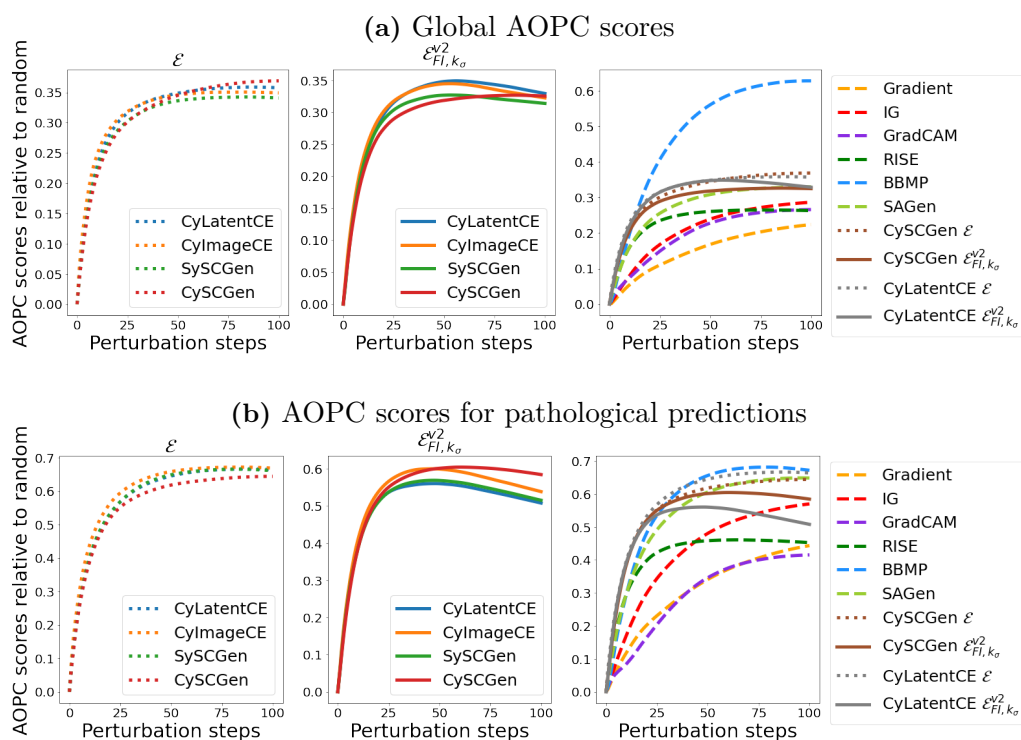 (a) Global AOPC scores
ℰ
AOPC scores relative to random
0.35
0.30
0.25
0.20
0.15
0.10
0.05
0.00
0 25 50 75 100
Perturbation steps
CyLatentCE
CyImageCE
SySCGen
CySCGen
ℰ^{v2}_{FI, k_σ}
0.35
0.30
0.25
0.20
0.15
0.10
0.05
0.00
0 25 50 75 100
Perturbation steps
CyLatentCE
CyImageCE
SySCGen
CySCGen
0.6
0.5
0.4
0.3
0.2
0.1
0.0
0 25 50 75 100
Perturbation steps
Gradient
IG
GradCAM
RISE
BBMP
SAGen
CySCGen ℰ
CySCGen ℰ^{v2}_{FI, k_σ}
CyLatentCE ℰ
CyLatentCE ℰ^{v2}_{FI, k_σ}
(b) AOPC scores for pathological predictions
ℰ
AOPC scores relative to random
0.7
0.6
0.5
0.4
0.3
0.2
0.1
0.0
0 25 50 75 100
Perturbation steps
CyLatentCE
CyImageCE
SySCGen
CySCGen
ℰ^{v2}_{FI, k_σ}
0.6
0.5
0.4
0.3
0.2
0.1
0.0
0 25 50 75 100
Perturbation steps
CyLatentCE
CyImageCE
SySCGen
CySCGen
0.7
0.6
0.5
0.4
0.3
0.2
0.1
0.0
0 25 50 75 100
Perturbation steps
Gradient
IG
GradCAM
RISE
BBMP
SAGen
CySCGen ℰ
CySCGen ℰ^{v2}_{FI, k_σ}
CyLatentCE ℰ
CyLatentCE ℰ^{v2}_{FI, k_σ}